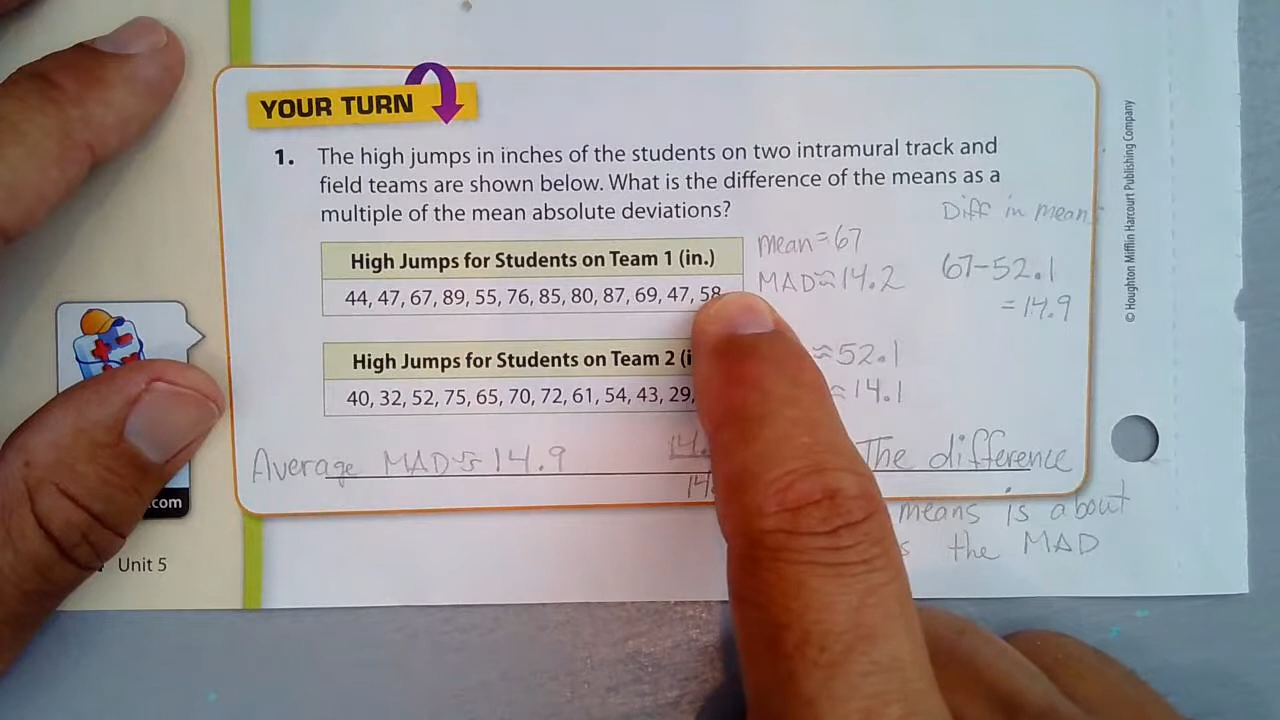 YOUR TURN
1. The high jumps in inches of the students on two intramural track and
field teams are shown below. What is the difference of the means as a
multiple of the mean absolute deviations?
Diff in mean
High Jumps for Students on Team 1 (in.)
44, 47, 67, 89, 55, 76, 85, 80, 87, 69, 47, 58
mean=67
MAD≈14.2
67-52.1
=14.9
High Jumps for Students on Team 2
40, 32, 52, 75, 65, 70, 72, 61, 54, 43, 29,
≈52.1
≈14.1
Average MAD≈14.9
The difference
means is about
the MAD
.com
Unit 5
© Houghton Mifflin Harcourt Publishing Company